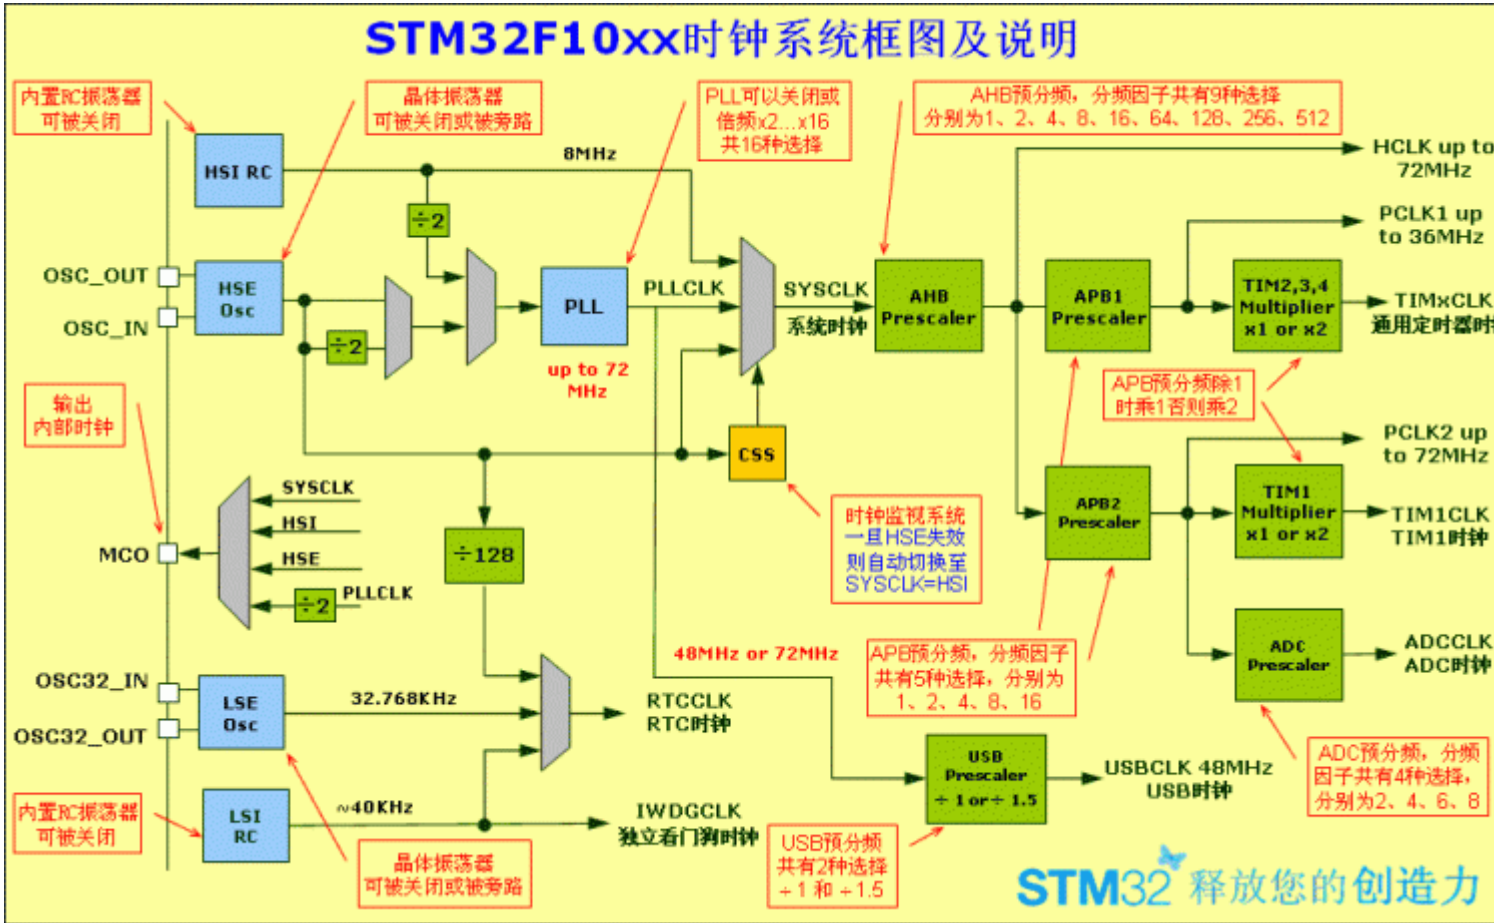 STM32F10xx时钟系统框图及说明
内置RC振荡器
可被关闭
晶体振荡器
可被关闭或被旁路
PLL可以关闭或
倍频x2...x16
共16种选择
AHB预分频，分频因子共有9种选择
分别为1、2、4、8、16、64、128、256、512
HSI RC
8MHz
÷2
HCLK up to
72MHz
PCLK1 up
to 36MHz
OSC_OUT
OSC_IN
HSE
Osc
÷2
PLL
up to 72
MHz
PLLCLK
SYSCLK
系统时钟
AHB
Prescaler
APB1
Prescaler
TIM2,3,4
Multiplier
x1 or x2
TIMxCLK
通用定时器时
APB预分频除1
时乘1否则乘2
输出
内部时钟
CSS
PCLK2 up
to 72MHz
SYSCLK
HSI
HSE
PLLCLK
÷2
MCO
÷128
时钟监视系统
一旦HSE失效
则自动切换至
SYSCLK=HSI
APB2
Prescaler
TIM1
Multiplier
x1 or x2
TIM1CLK
TIM1时钟
48MHz or 72MHz
APB预分频，分频因子
共有5种选择，分别为
1、2、4、8、16
ADC
Prescaler
ADCCLK
ADC时钟
OSC32_IN
OSC32_OUT
LSE
Osc
32.768KHz
RTCCLK
RTC时钟
USB
Prescaler
÷ 1 or÷ 1.5
USBCLK 48MHz
USB时钟
ADC预分频，分频
因子共有4种选择，
分别为2、4、6、8
内置RC振荡器
可被关闭
LSI
RC
~40KHz
IWDGCLK
独立看门狗时钟
晶体振荡器
可被关闭或被旁路
USB预分频
共有2种选择
÷1 和 ÷1.5
STM32 释放您的创造力